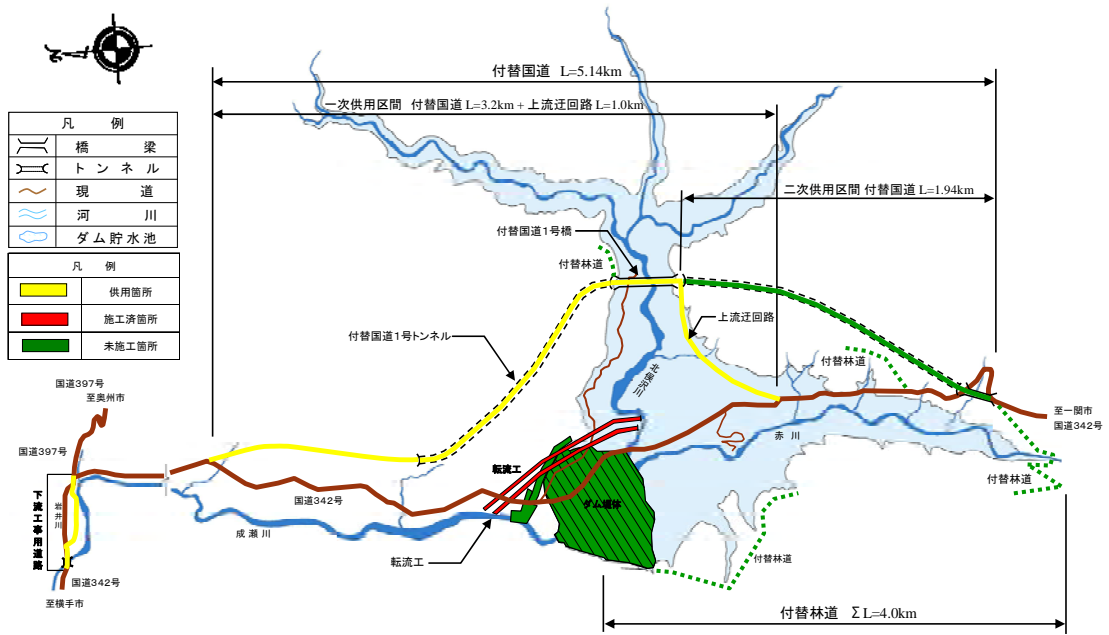 付替国道 L=5.14km
一次供用区間 付替国道 L=3.2km + 上流迂回路 L=1.0km
二次供用区間 付替国道 L=1.94km
凡 例
橋 梁
トンネル
現 道
河 川
ダム貯水池
凡 例
供用箇所
施工済箇所
未施工箇所
付替国道1号橋
付替林道
付替国道1号トンネル
上流迂回路
北俣沢川
付替林道
国道397号
至奥州市
国道397号
下流工事用道路
岩井川
国道342号
至横手市
国道342号
成瀬川
転流工
転流工
ダム堤体
赤川
至一関市
国道342号
付替林道
付替林道
付替林道 ΣL=4.0km